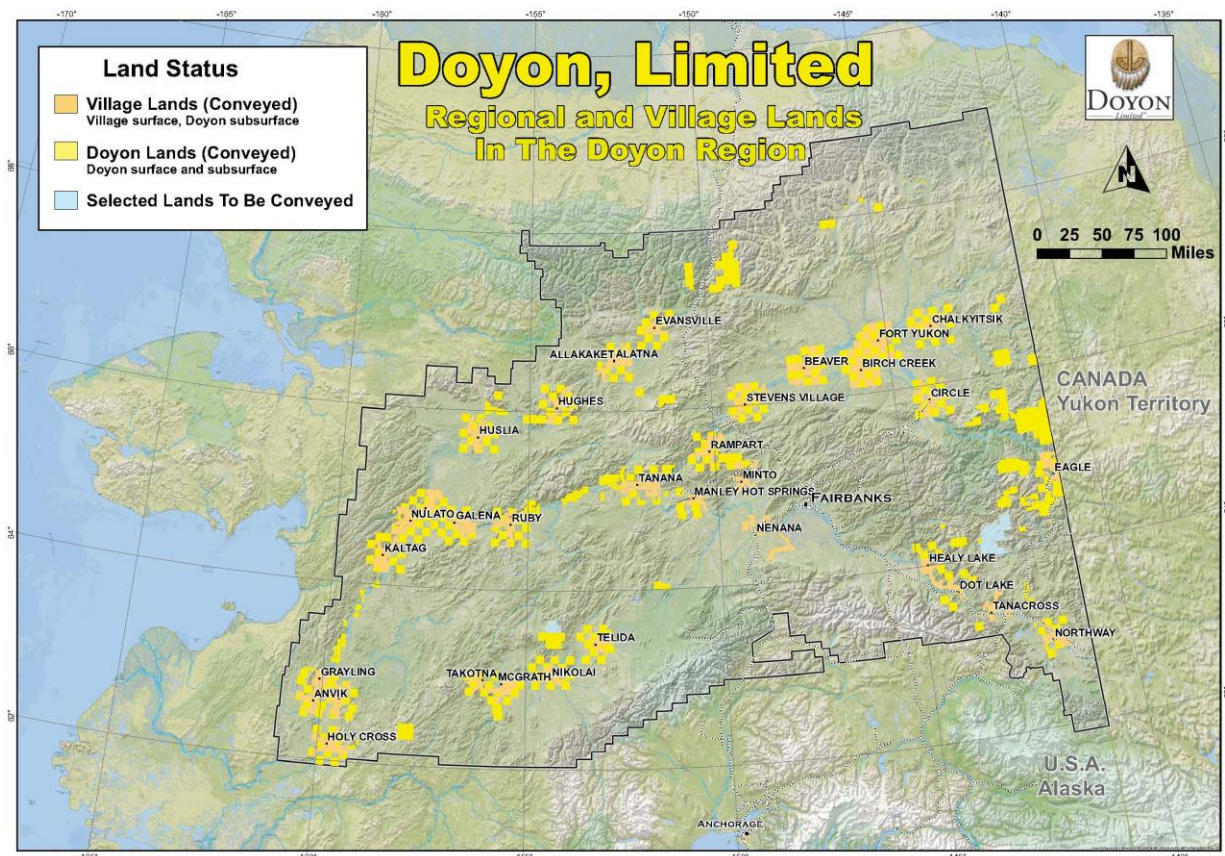 -170°
-185°
-180°
-155°
-150°
-145°
-140°
-135°
Doyon, Limited
Regional and Village Lands
In The Doyon Region
Land Status
Village Lands (Conveyed)
Village surface, Doyon subsurface
Doyon Lands (Conveyed)
Doyon surface and subsurface
Selected Lands To Be Conveyed
DOYON
Limited
N
0 25 50 75 100
Miles
EVANSVILLE
ALLAKAKET
ALATNA
HUGHES
HUSLIA
CHALKYITSIK
FORT YUKON
BEAVER
BIRCH CREEK
CIRCLE
STEVENS VILLAGE
CANADA
Yukon Territory
RAMPART
MINTO
TANANA
MANLEY HOT SPRINGS
FAIRBANKS
EAGLE
NULATO
GALENA
RUBY
NENANA
KALTAG
HEALY LAKE
DOT LAKE
TANACROSS
NORTHWAY
TELIDA
NIKOLAI
TAKOTNA
MCGRATH
GRAYLING
ANVIK
HOLY CROSS
U.S.A.
Alaska
ANCHORAGE
64°
62°